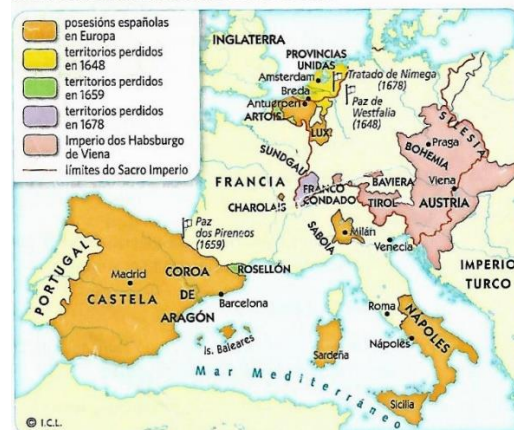 posesións españolas
en Europa
territorios perdidos
en 1648
territorios perdidos
en 1659
territorios perdidos
en 1678
Imperio dos Habsburgo
de Viena
límites do Sacro Imperio
INGLATERRA
PROVINCIAS
UNIDAS
Amsterdam
Breda
Antuerpen
ARTOIS
LUX.
Tratado de Nimega
(1678)
Paz de
Westfalia
(1648)
SILESIA
Praga
BOHEMIA
SUNDGAU
Viena
FRANCIA
FRANCO
CONDADO
BAVIERA
CHAROLAIS
TIROL
AUSTRIA
Paz
dos Pireneos
(1659)
SABOIA
Milán
Venecia
PORTUGAL
ROSELLÓN
IMPERIO
TURCO
Madrid
COROA
DE
ARAGÓN
CASTELA
Barcelona
Roma
NÁPOLES
Nápoles
Is. Baleares
Sardeña
Mar Mediterráneo
Sicilia
© I.C.L.